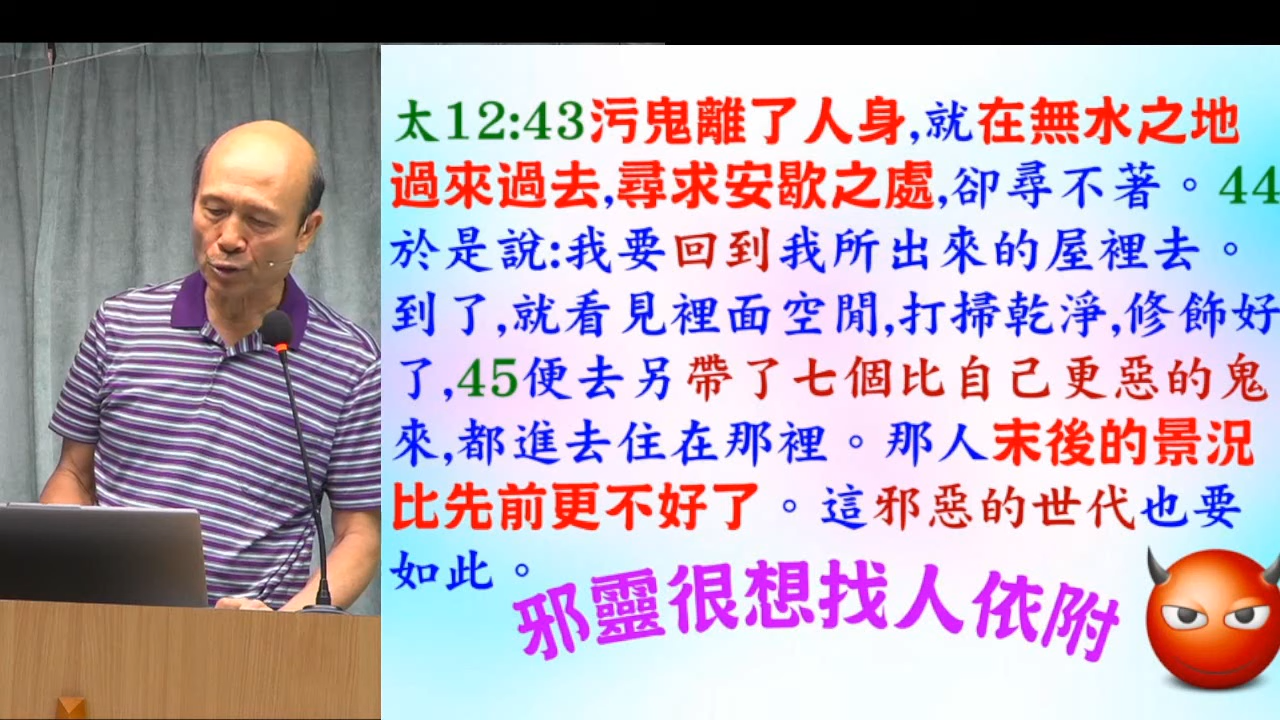 太12:43污鬼離了人身,就在無水之地
過來過去,尋求安歇之處,卻尋不著。44
於是說:我要回到我所出來的屋裡去。
到了,就看見裡面空閒,打掃乾淨,修飾好
了,45便去另帶了七個比自己更惡的鬼
來,都進去住在那裡。那人末後的景況
比先前更不好了。這邪惡的世代也要
如此。
邪靈很想找人依附